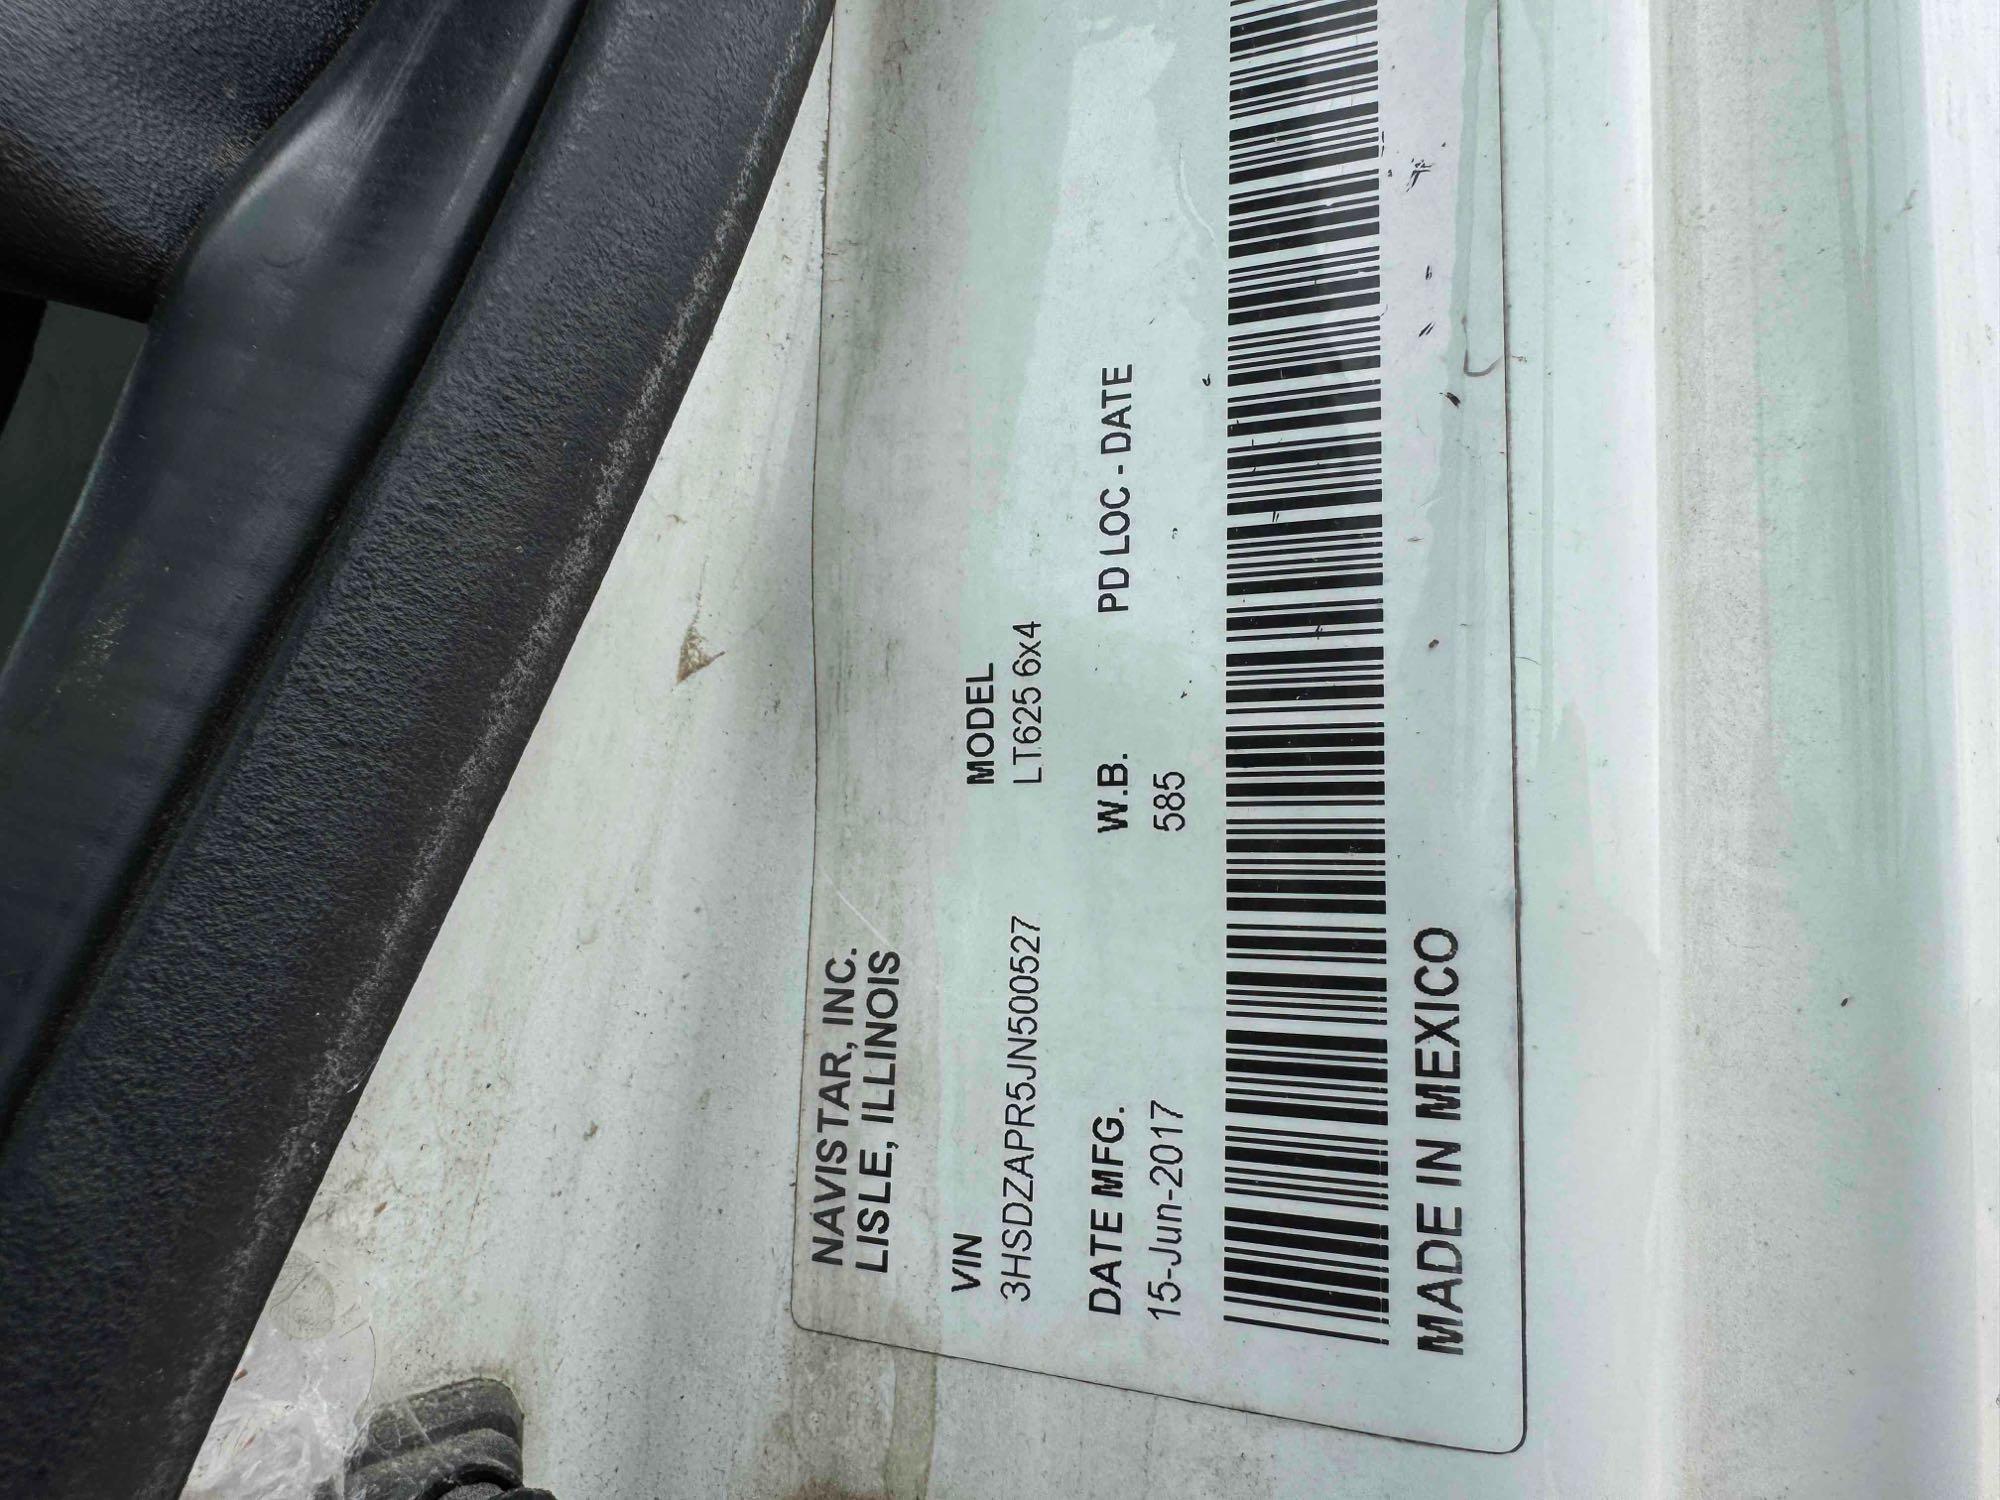 NAVISTAR, INC.
LISLE, ILLINOIS
VIN MODEL
3HSDZAPR5JN500527 LT625 6x4
DATE MFG. W.B. PD LOC - DATE
15-Jun-2017 585
MADE IN MEXICO